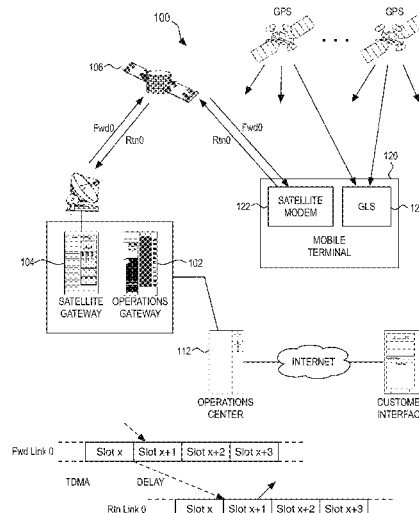 100
GPS
GPS
106
Fwd0
Rtn0
Rtn0
Fwd0
120
122
SATELLITE
MODEM
GLS
MOBILE
TERMINAL
104
102
SATELLITE
GATEWAY
OPERATIONS
GATEWAY
112
INTERNET
OPERATIONS
CENTER
CUSTOME
INTERFAC
Fwd Link 0
Slot x
Slot x+1
Slot x+2
Slot x+3
TDMA
DELAY
Rtn Link 0
Slot x
Slot x+1
Slot x+2
Slot x+3